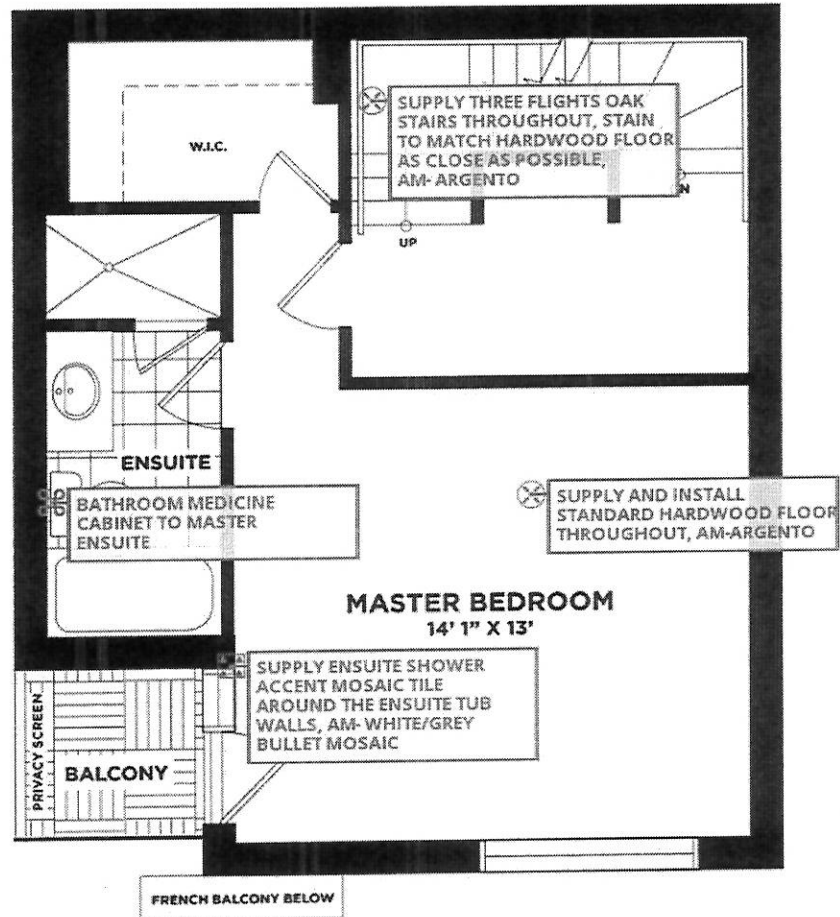 SUPPLY THREE FLIGHTS OAK
STAIRS THROUGHOUT, STAIN
TO MATCH HARDWOOD FLOOR
AS CLOSE AS POSSIBLE,
AM- ARGENTO
W.I.C.
UP
ENSUITE
BATHROOM MEDICINE
CABINET TO MASTER
ENSUITE
SUPPLY AND INSTALL
STANDARD HARDWOOD FLOOR
THROUGHOUT, AM-ARGENTO
MASTER BEDROOM
14' 1" X 13'
SUPPLY ENSUITE SHOWER
ACCENT MOSAIC TILE
AROUND THE ENSUITE TUB
WALLS, AM- WHITE/GREY
BULLET MOSAIC
PRIVACY SCREEN
BALCONY
FRENCH BALCONY BELOW